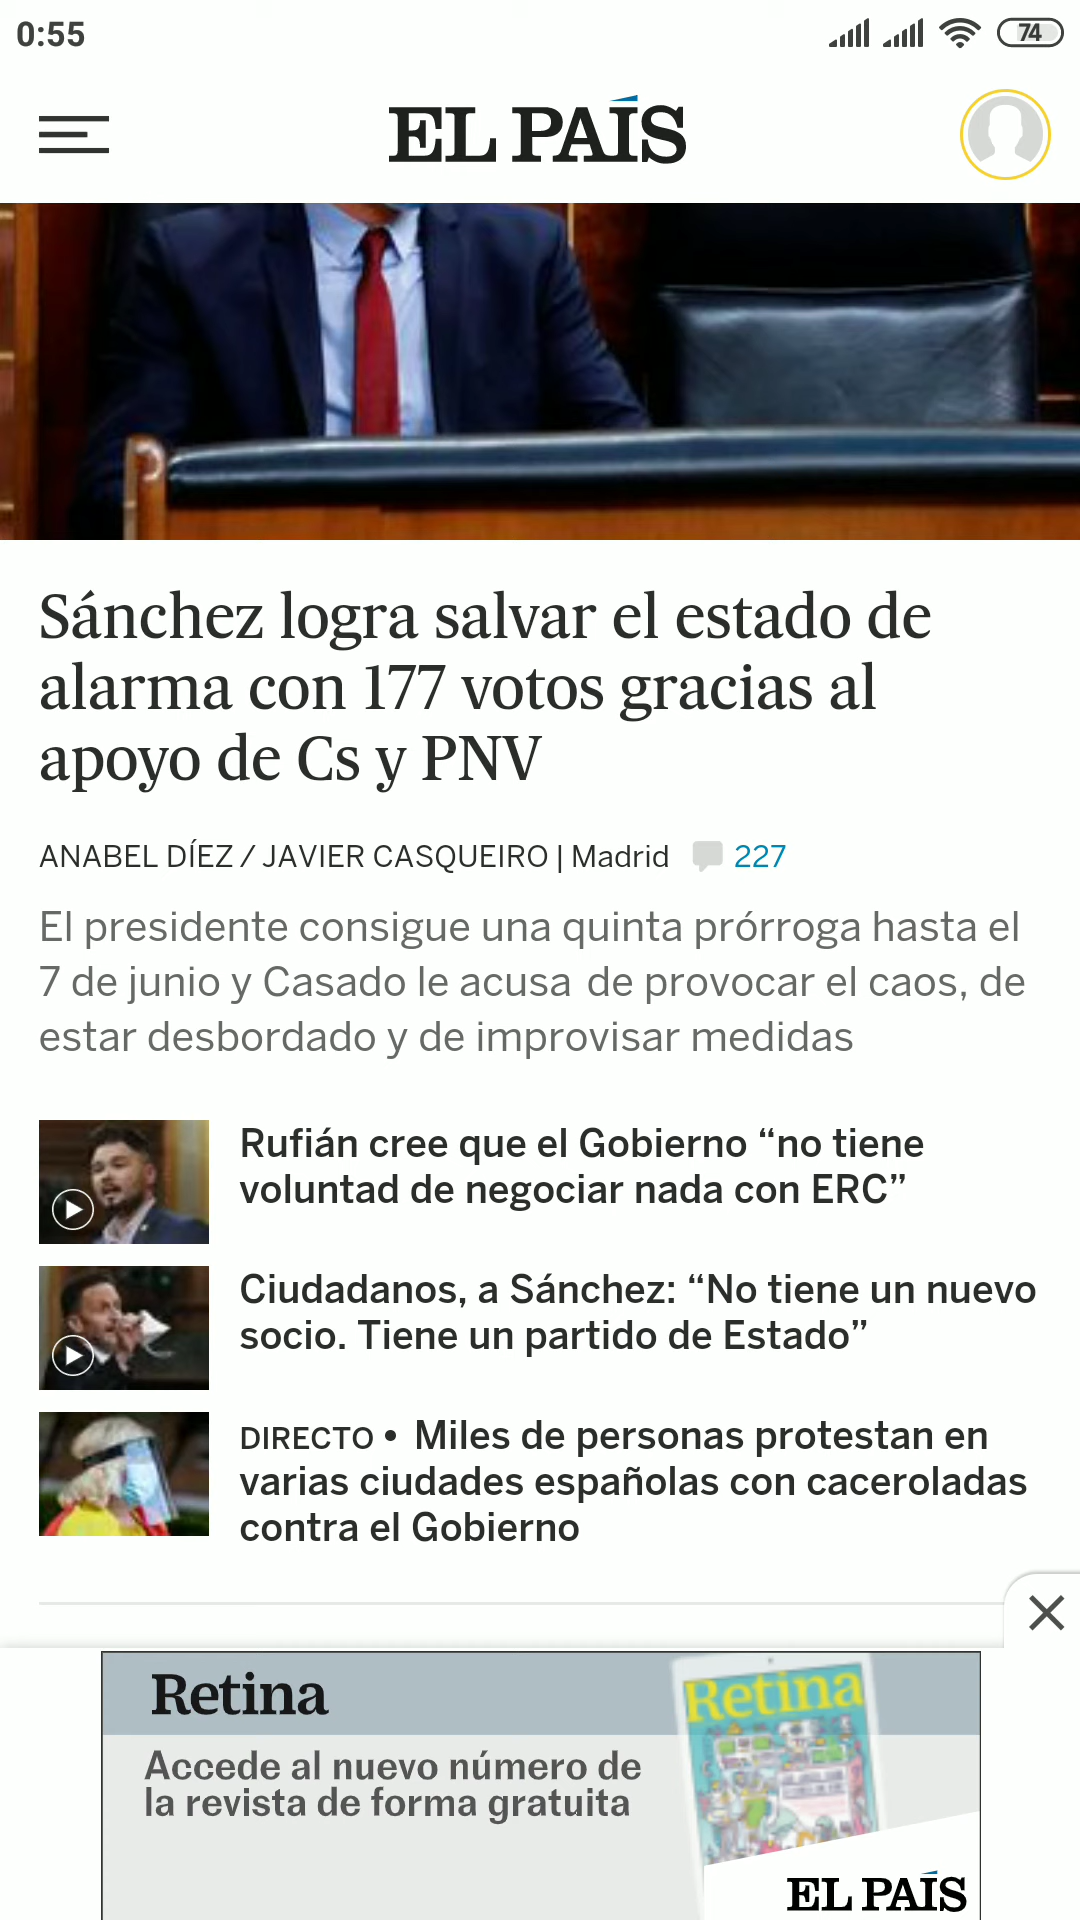 0:55
74
EL PAÍS
Sánchez logra salvar el estado de
alarma con 177 votos gracias al
apoyo de Cs y PNV
ANABEL DÍEZ / JAVIER CASQUEIRO | Madrid 227
El presidente consigue una quinta prórroga hasta el
7 de junio y Casado le acusa de provocar el caos, de
estar desbordado y de improvisar medidas
Rufián cree que el Gobierno “no tiene
voluntad de negociar nada con ERC”
Ciudadanos, a Sánchez: “No tiene un nuevo
socio. Tiene un partido de Estado”
DIRECTO • Miles de personas protestan en
varias ciudades españolas con caceroladas
contra el Gobierno
Retina
Retina
Accede al nuevo número de
la revista de forma gratuita
EL PAÍS